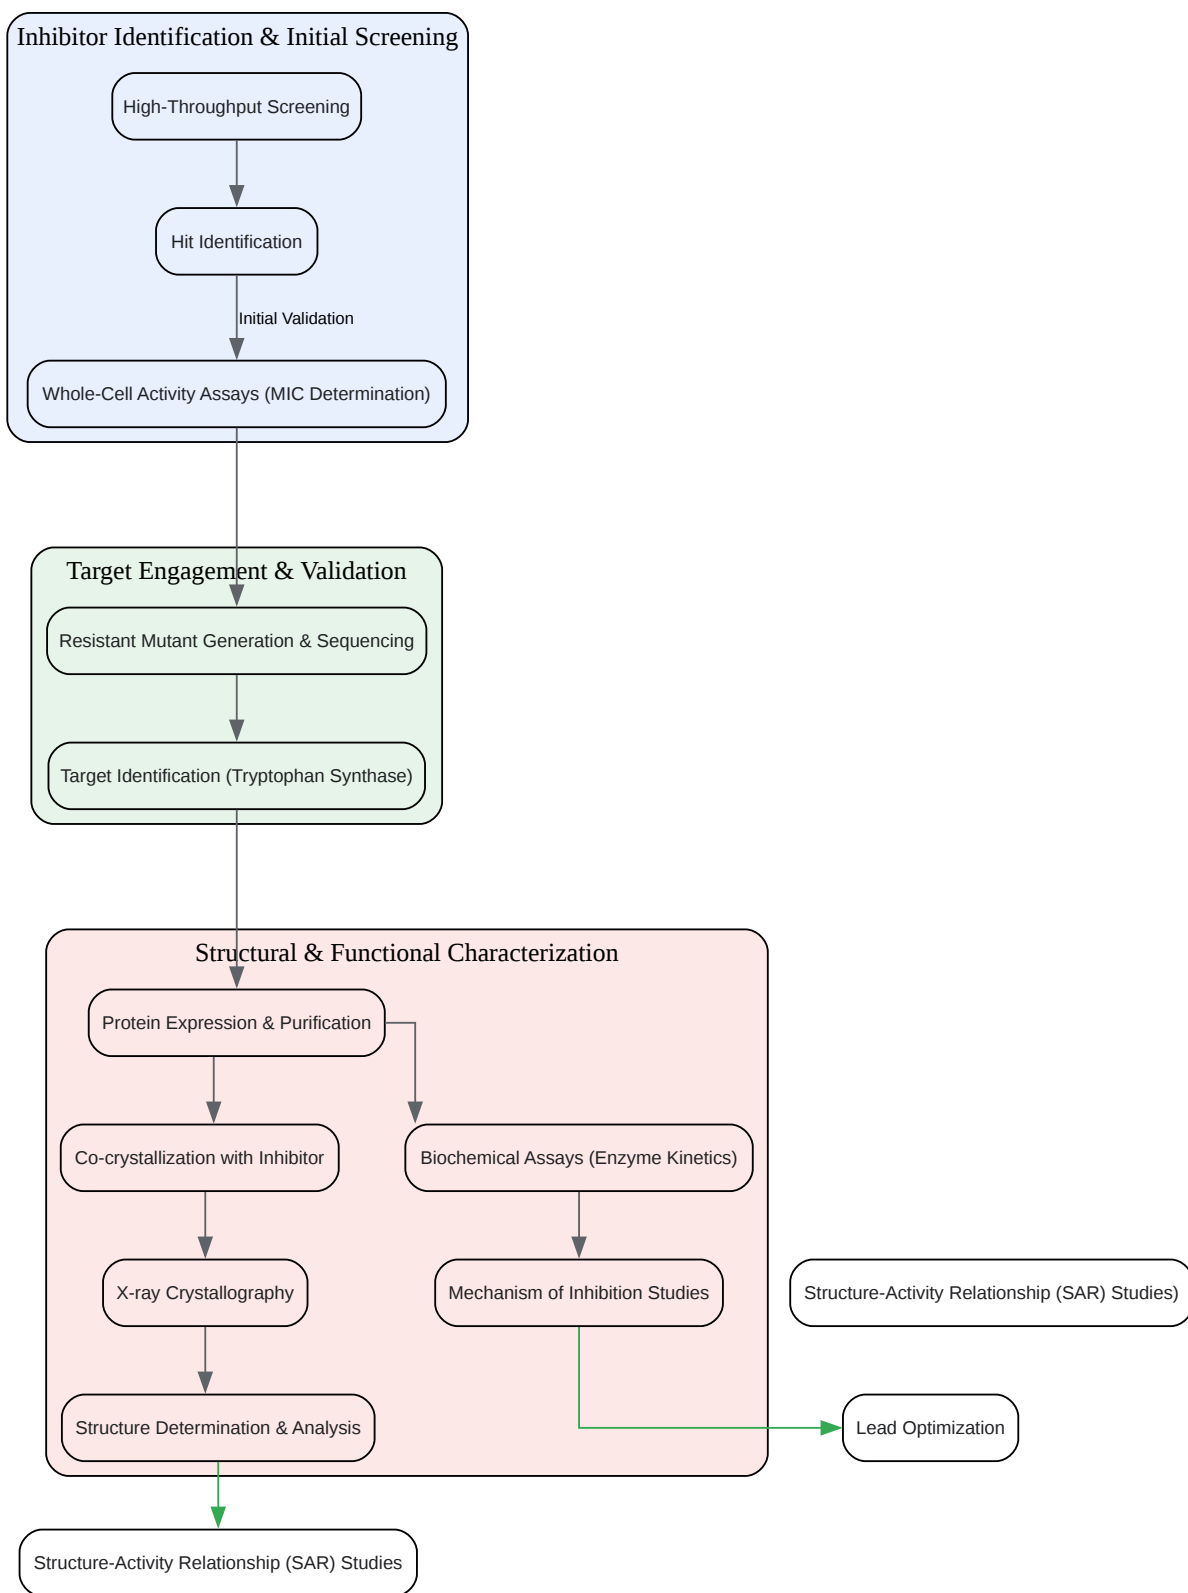 Inhibitor Identification & Initial Screening
High-Throughput Screening
Hit Identification
Initial Validation
Whole-Cell Activity Assays (MIC Determination)
Target Engagement & Validation
Resistant Mutant Generation & Sequencing
Target Identification (Tryptophan Synthase)
Structural & Functional Characterization
Protein Expression & Purification
Co-crystallization with Inhibitor
Biochemical Assays (Enzyme Kinetics)
X-ray Crystallography
Mechanism of Inhibition Studies
Structure-Activity Relationship (SAR) Studies)
Structure Determination & Analysis
Lead Optimization
Structure-Activity Relationship (SAR) Studies